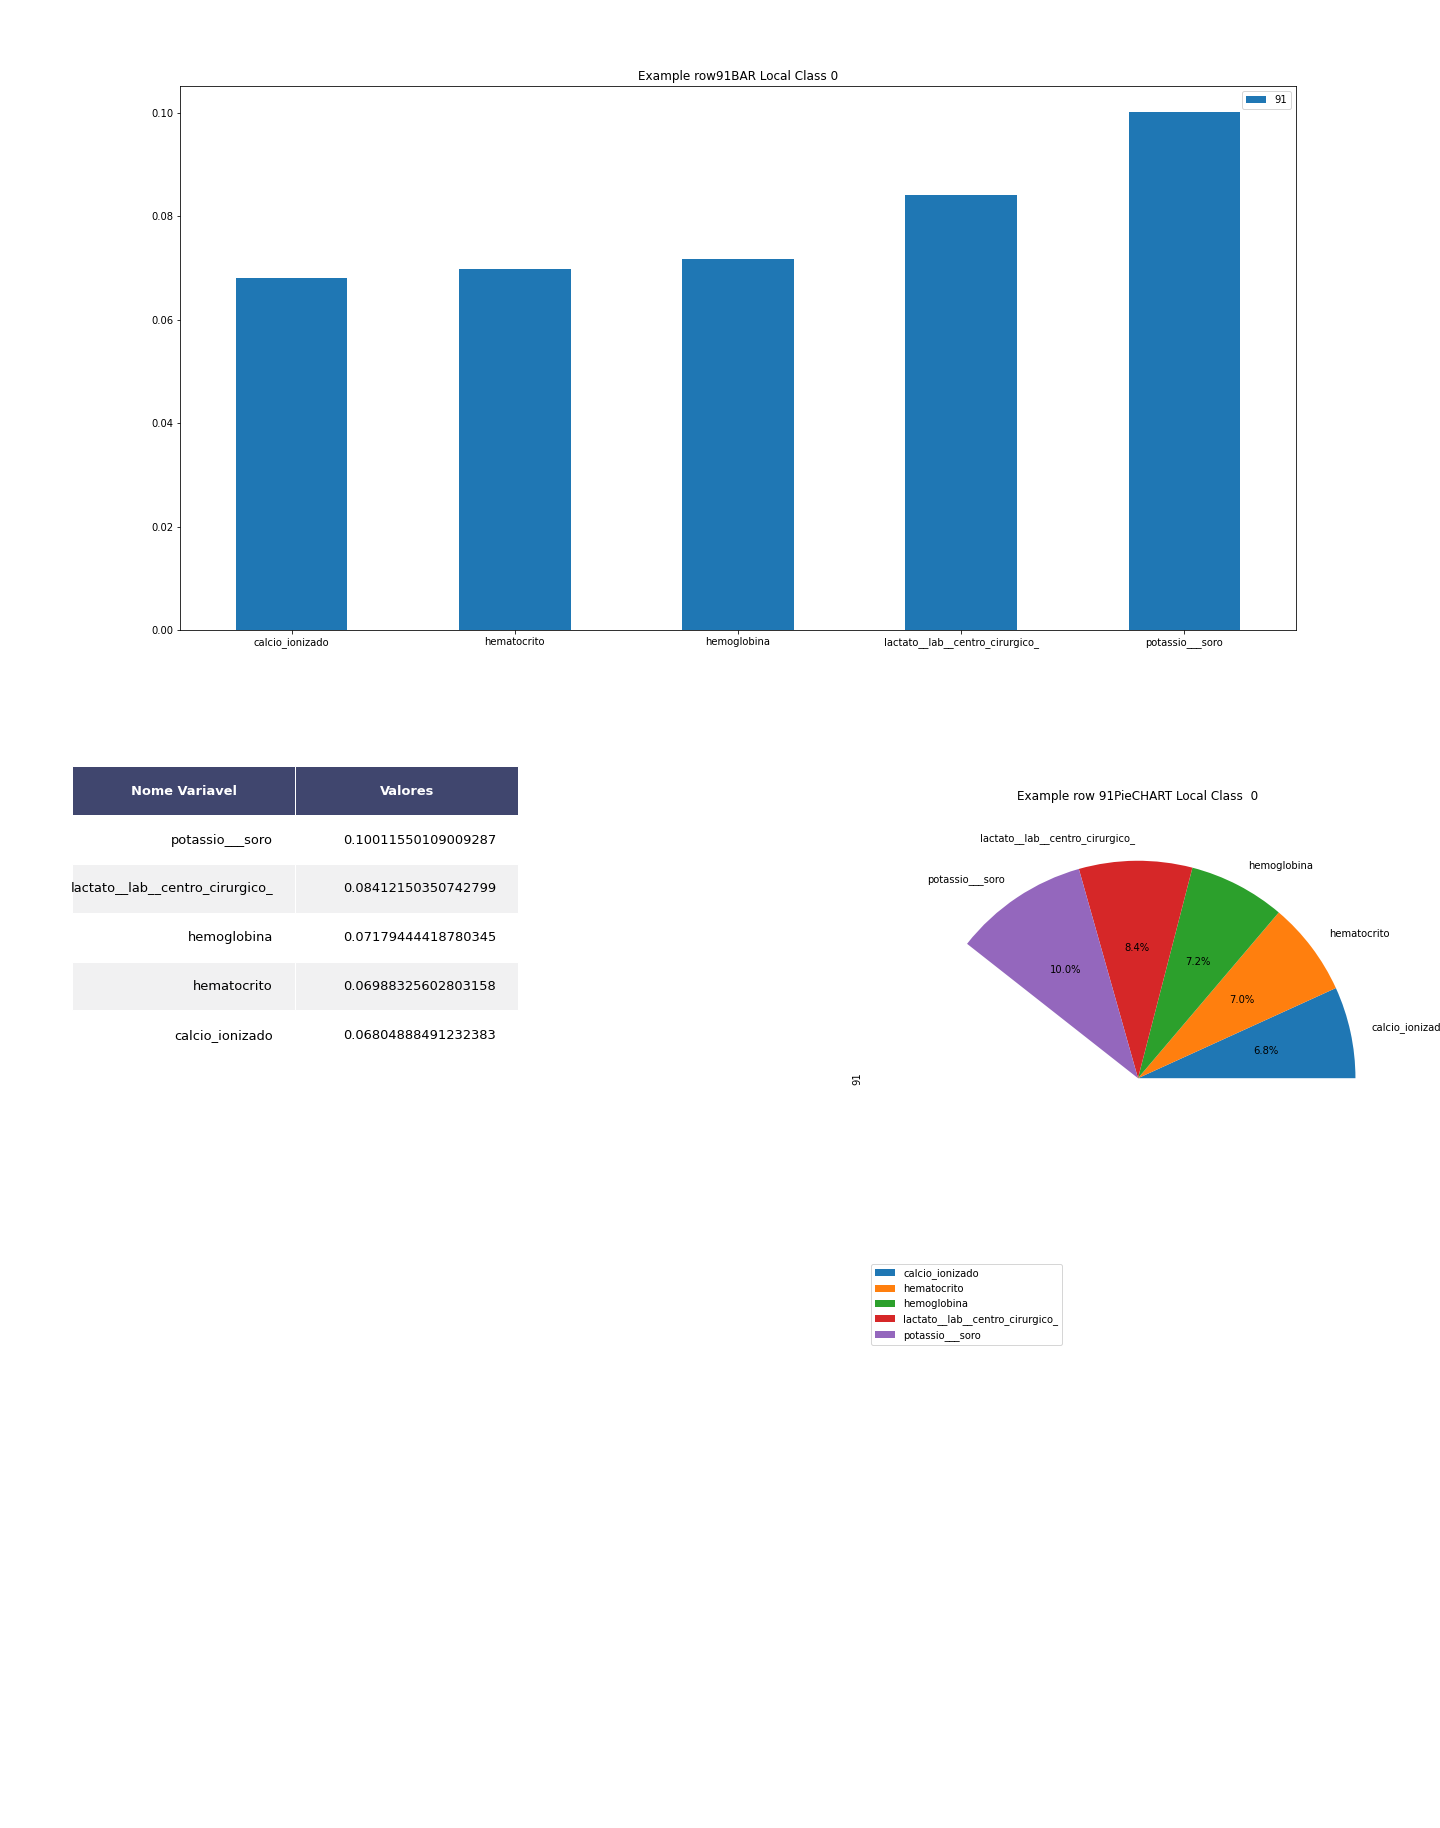 Example row91BAR Local Class 0
91
0.10
0.08
0.06
0.04
0.02
0.00
calcio_ionizado
hematocrito
hemoglobina
lactato__lab__centro_cirurgico_
potassio___soro
Nome Variavel Valores
potassio___soro 0.10011550109009287
lactato__lab__centro_cirurgico_ 0.08412150350742799
hemoglobina 0.07179444418780345
hematocrito 0.06988325602803158
calcio_ionizado 0.06804888491232383
Example row 91PieCHART Local Class  0
lactato__lab__centro_cirurgico_
hemoglobina
potassio___soro
hematocrito
8.4%
7.2%
10.0%
7.0%
calcio_ionizad
6.8%
91
calcio_ionizado
hematocrito
hemoglobina
lactato__lab__centro_cirurgico_
potassio___soro